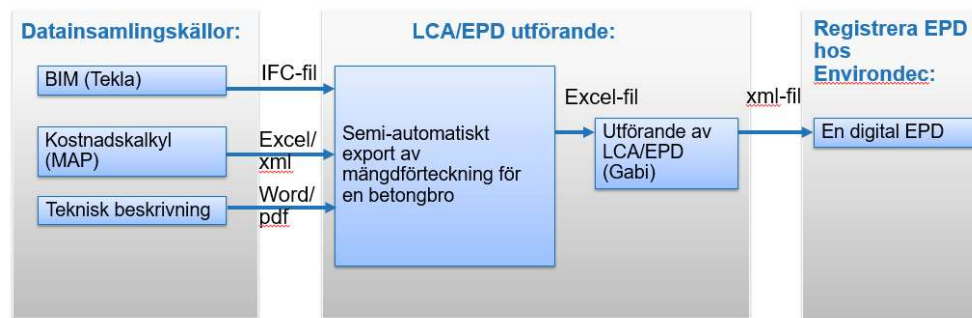 Datainsamlingskällor:
BIM (Tekla)
Kostnadskalkyl
(MAP)
Teknisk beskrivning
IFC-fil
Excel/
xml
Word/
pdf
LCA/EPD utförande:
Semi-automatiskt
export av
mängdförteckning för
en betongbro
Excel-fil
Utförande av
LCA/EPD
(Gabi)
xml-fil
Registrera EPD
hos
Environdec:
En digital EPD